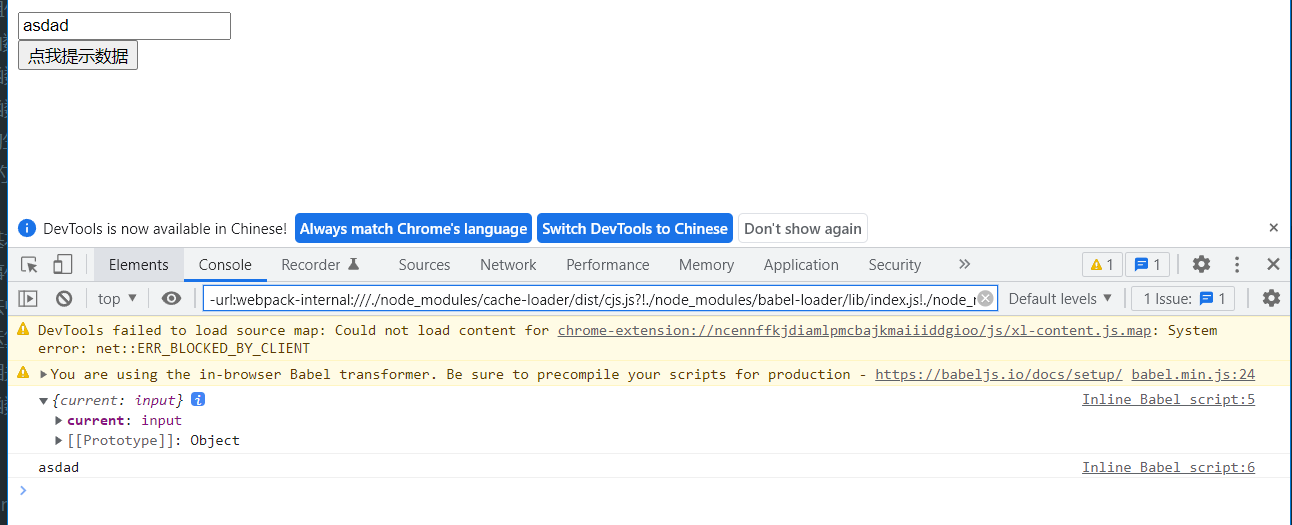 asdad
点我提示数据
DevTools is now available in Chinese! Always match Chrome's language Switch DevTools to Chinese Don't show again
Elements Console Recorder Sources Network Performance Memory Application Security 1 1
top -url:webpack-internal:///./node_modules/cache-loader/dist/cjs.js?!./node_modules/babel-loader/lib/index.js!./node_r Default levels 1 Issue: 1
DevTools failed to load source map: Could not load content for chrome-extension://ncennffkjdiamlpmcbajkmaiiiddgioo/js/xl-content.js.map: System
error: net::ERR_BLOCKED_BY_CLIENT
You are using the in-browser Babel transformer. Be sure to precompile your scripts for production - https://babeljs.io/docs/setup/ babel.min.js:24
{current: input} Inline Babel script:5
current: input
[[Prototype]]: Object
asdad Inline Babel script:6